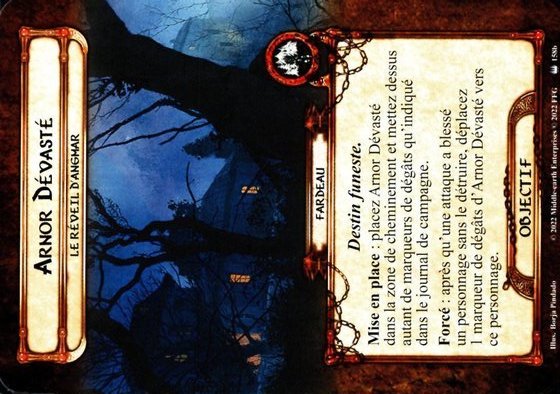 ARNOR DÉVASTÉ
LE RÉVEIL D'ANGMAR
FARDEAU
Destin funeste.
Mise en place : placez Arnor Dévasté
dans la zone de cheminement et mettez dessus
autant de marqueurs de dégâts qu'indiqué
dans le journal de campagne.
Forcé : après qu'une attaque a blessé
un personnage sans le détruire, déplacez
1 marqueur de dégâts d'Arnor Dévasté vers
ce personnage.
OBJECTIF
Illus. Borja Pindado
© 2022 Middle-earth Enterprises © 2022 FFG
158b